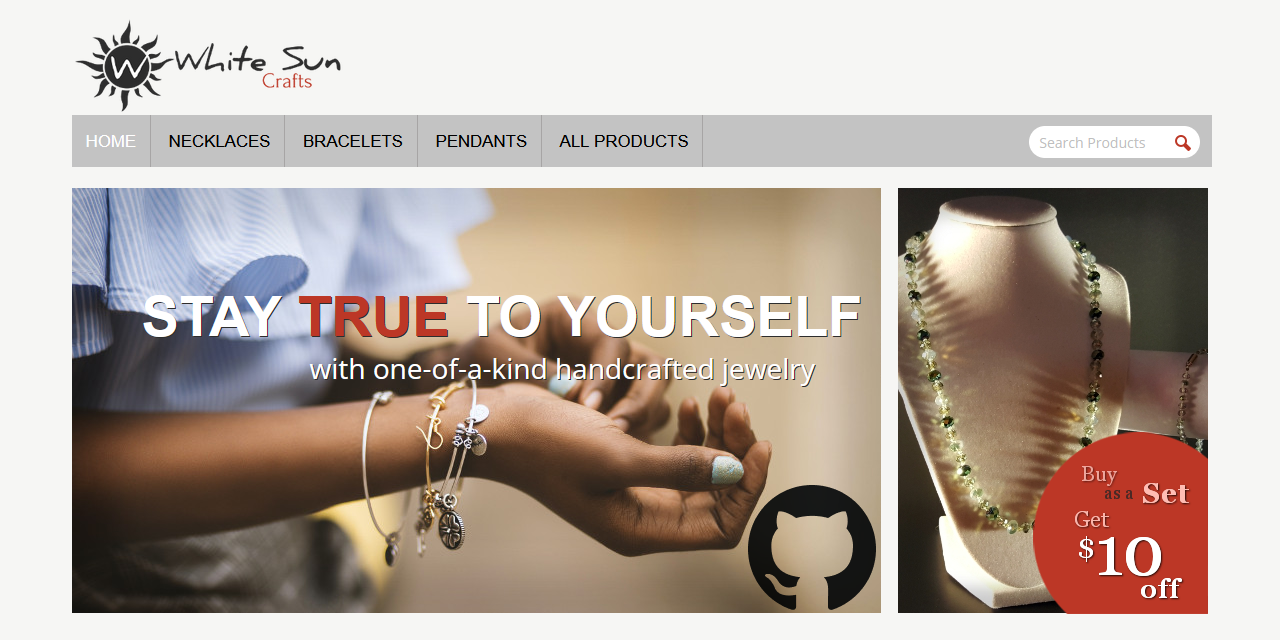 W White Sun
Crafts
HOME NECKLACES BRACELETS PENDANTS ALL PRODUCTS Search Products
STAY TRUE TO YOURSELF
with one-of-a-kind handcrafted jewelry
Buy
as a Set
Get
$10
off